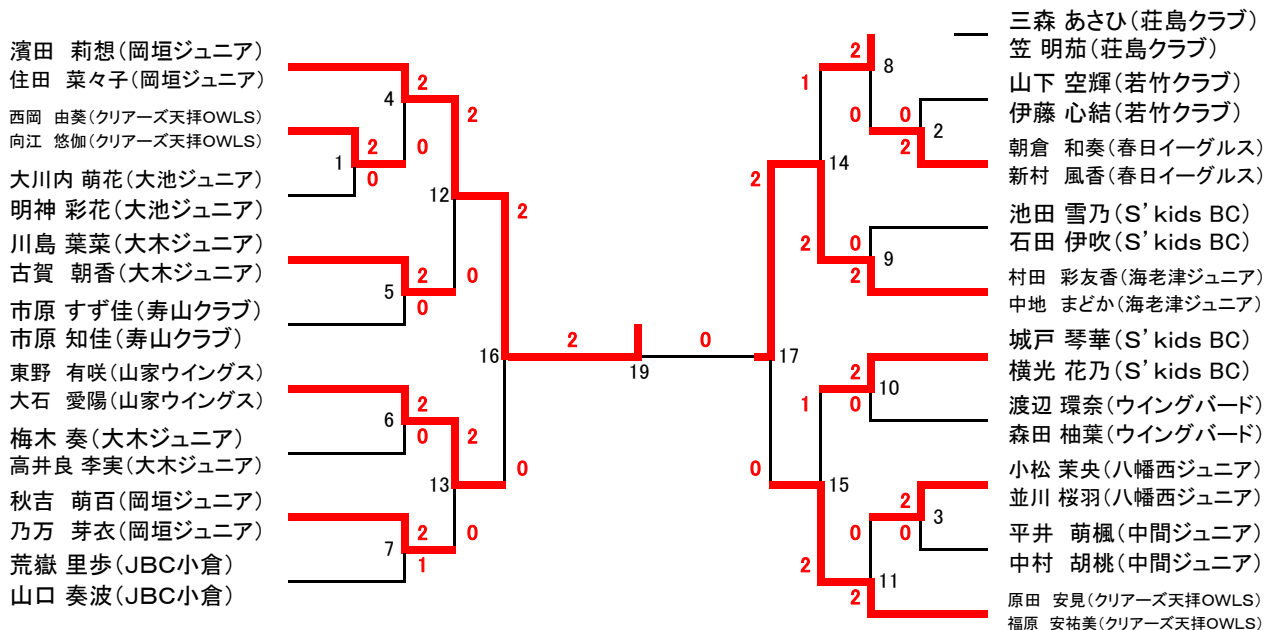 濱田　莉想(岡垣ジュニア)
住田　菜々子(岡垣ジュニア)
西岡　由葵(クリアーズ天拝OWLS)
向江　悠伽(クリアーズ天拝OWLS)
大川内 萌花(大池ジュニア)
明神 彩花(大池ジュニア)
川島 葉菜(大木ジュニア)
古賀　朝香(大木ジュニア)
市原 すず佳(寿山クラブ)
市原 知佳(寿山クラブ)
東野　有咲(山家ウイングス)
大石　愛陽(山家ウイングス)
梅木 奏(大木ジュニア)
高井良 李実(大木ジュニア)
秋吉　萌百(岡垣ジュニア)
乃万　芽衣(岡垣ジュニア)
荒嶽 里歩(JBC小倉)
山口 奏波(JBC小倉)
4
2
2
1
2
0
0
12
2
5
2
0
0
16
2
19
0
17
6
2
0
2
13
0
7
2
1
0
2
8
1
0
0
2
2
14
2
2
0
9
2
2
10
1
0
0
15
2
3
0
0
2
11
2
三森 あさひ(荘島クラブ)
笠 明茄(荘島クラブ)
山下 空輝(若竹クラブ)
伊藤 心結(若竹クラブ)
朝倉　和奏(春日イーグルス)
新村　風香(春日イーグルス)
池田 雪乃(S’kids BC)
石田 伊吹(S’kids BC)
村田　彩友香(海老津ジュニア)
中地　まどか(海老津ジュニア)
城戸 琴華(S’kids BC)
横光 花乃(S’kids BC)
渡辺 環奈(ウイングバード)
森田 柚葉(ウイングバード)
小松 茉央(八幡西ジュニア)
並川 桜羽(八幡西ジュニア)
平井　萌楓(中間ジュニア)
中村　胡桃(中間ジュニア)
原田　安見(クリアーズ天拝OWLS)
福原　安祐美(クリアーズ天拝OWLS)